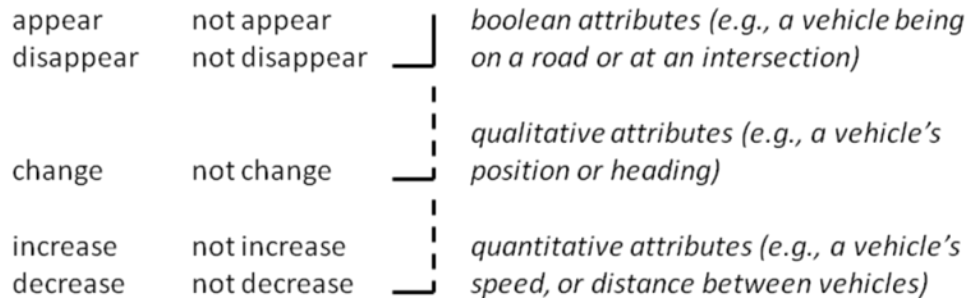 appear not appear boolean attributes (e.g., a vehicle being
disappear not disappear on a road or at an intersection)
qualitative attributes (e.g., a vehicle's
change not change position or heading)
increase not increase quantitative attributes (e.g., a vehicle's
decrease not decrease speed, or distance between vehicles)